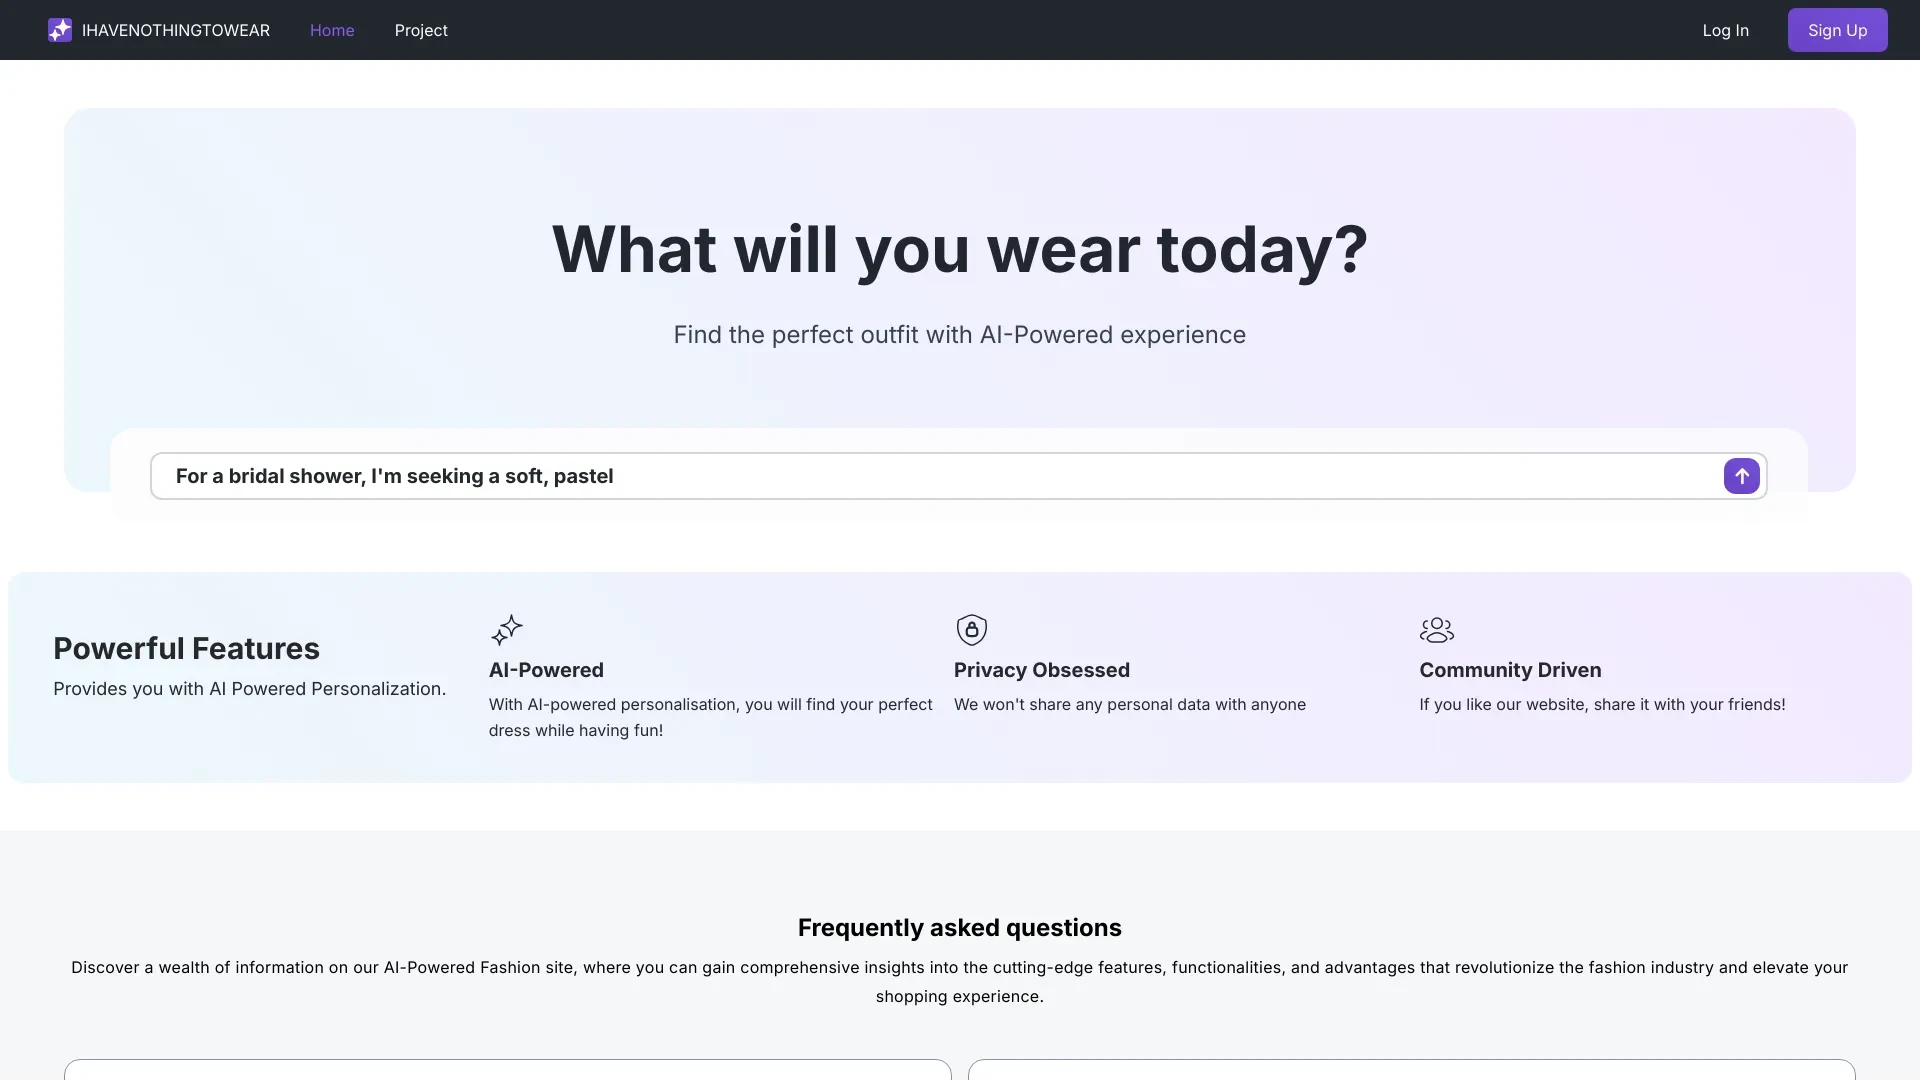 IHAVENOTHINGTOWEAR
Home
Project
Log In
Sign Up
What will you wear today?
Find the perfect outfit with AI-Powered experience
For a bridal shower, I'm seeking a soft, pastel
Powerful Features
Provides you with AI Powered Personalization.
AI-Powered
With AI-powered personalisation, you will find your perfect
dress while having fun!
Privacy Obsessed
We won't share any personal data with anyone
Community Driven
If you like our website, share it with your friends!
Frequently asked questions
Discover a wealth of information on our AI-Powered Fashion site, where you can gain comprehensive insights into the cutting-edge features, functionalities, and advantages that revolutionize the fashion industry and elevate your
shopping experience.